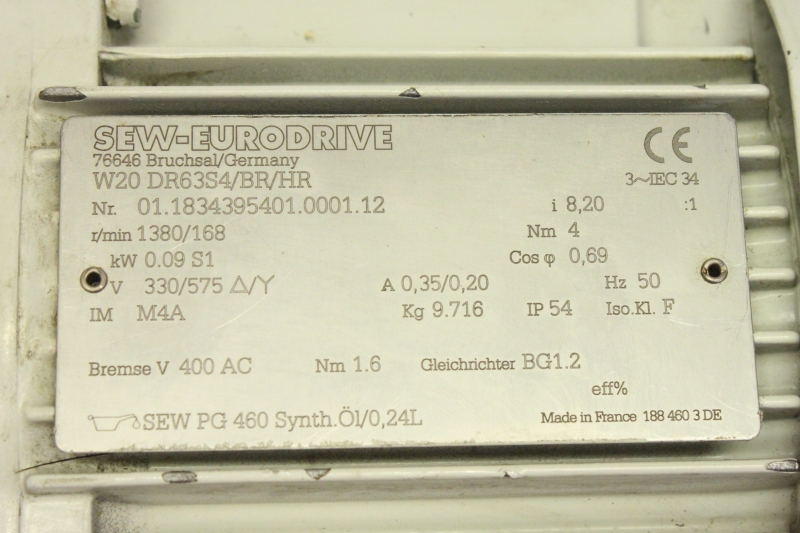 SEW-EURODRIVE
76646 Bruchsal/Germany
W20 DR63S4/BR/HR 3~IEC 34
Nr. 01.1834395401.0001.12 i 8,20 :1
r/min 1380/168 Nm 4
kW 0.09 S1 Cos φ 0,69
V 330/575 △/Y A 0,35/0,20 Hz 50
IM M4A Kg 9.716 IP 54 Iso.Kl. F
Bremse V 400 AC Nm 1.6 Gleichrichter BG1.2
eff%
SEW PG 460 Synth.Öl/0,24L Made in France 188 460 3 DE
CE